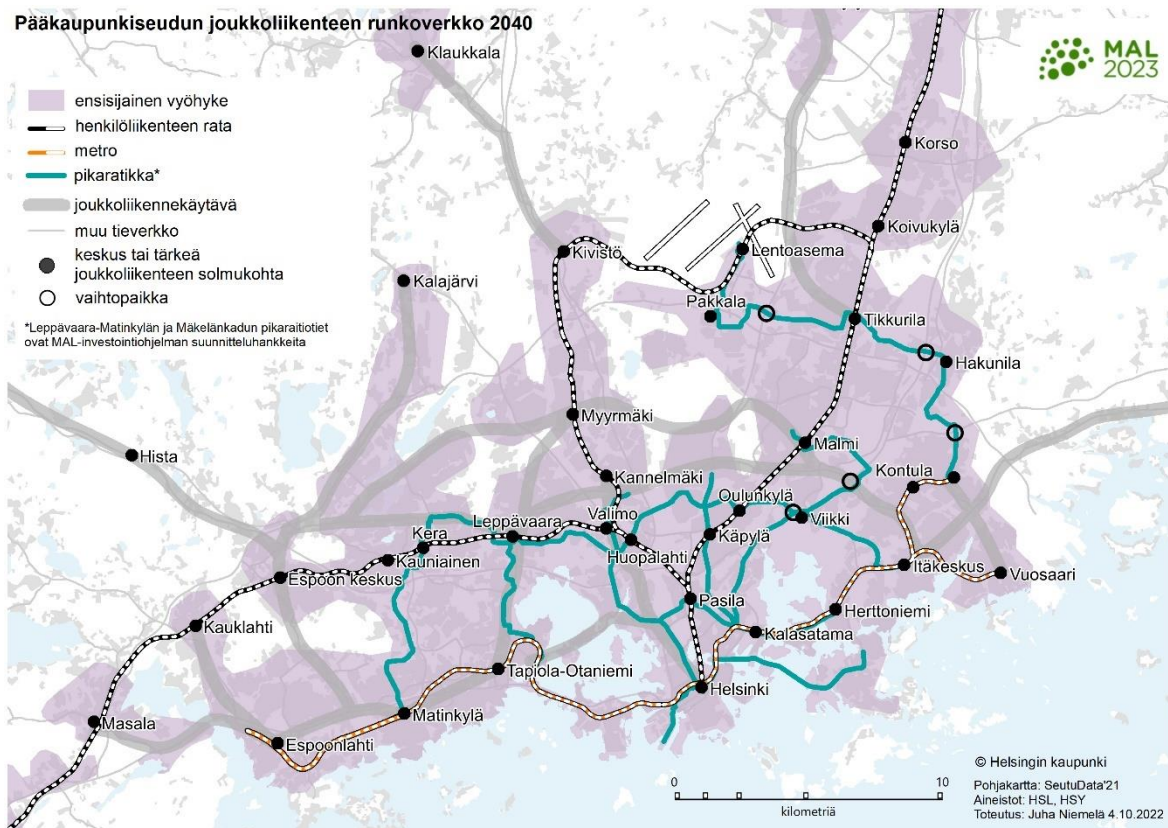 Pääkaupunkiseudun joukkoliikenteen runkoverkko 2040
MAL
2023
ensisijainen vyöhyke
henkilöliikenteen rata
metro
pikaratikka*
joukkoliikennekäytävä
muu tieverkko
keskus tai tärkeä
joukkoliikenteen solmukohta
vaihtopaikka
*Leppävaara-Matinkylän ja Mäkelänkadun pikaraitiotiet
ovat MAL-investointiohjelman suunnitteluhankkeita
Klaukkala
Korso
Koivukylä
Kivistö
Lentoasema
Kalajärvi
Pakkala
Tikkurila
Hakunila
Myyrmäki
Malmi
Hista
Kannelmäki
Kontula
Oulunkylä
Valimo
Viikki
Leppävaara
Kera
Käpylä
Huopalahti
Kauniainen
Itäkeskus
Espoon keskus
Vuosaari
Pasila
Herttoniemi
Kauklahti
Kalasatama
Tapiola-Otaniemi
Helsinki
Matinkylä
Masala
Espoonlahti
0 10
kilometriä
© Helsingin kaupunki
Pohjakartta: SeutuData'21
Aineistot: HSL, HSY
Toteutus: Juha Niemelä 4.10.2022